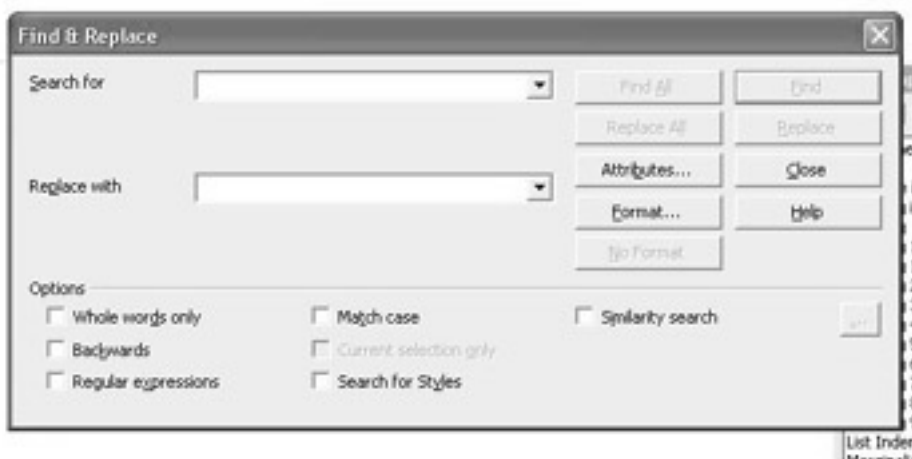 Find & Replace
Search for
Find All
Find
Replace All
Replace
Replace with
Attributes...
Close
Format...
Help
No Format
Options
Whole words only
Match case
Similarity search
...
Backwards
Current selection only
Regular expressions
Search for Styles
List Inden